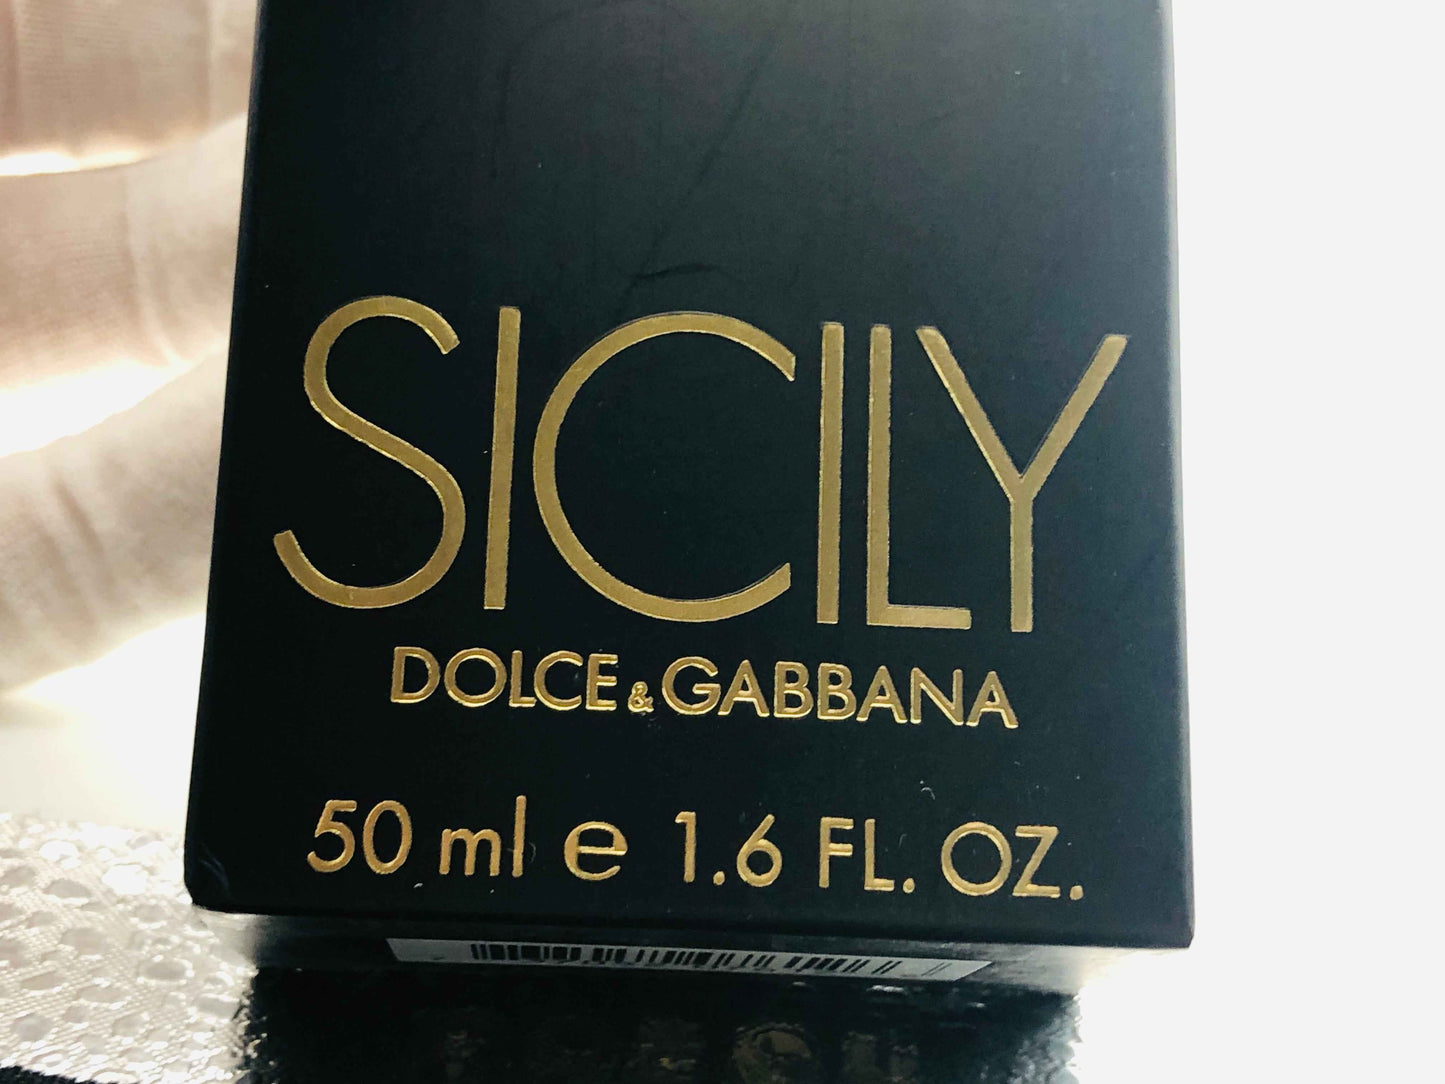 SICILY
DOLCE & GABBANA
50 ml e 1.6 FL. OZ.